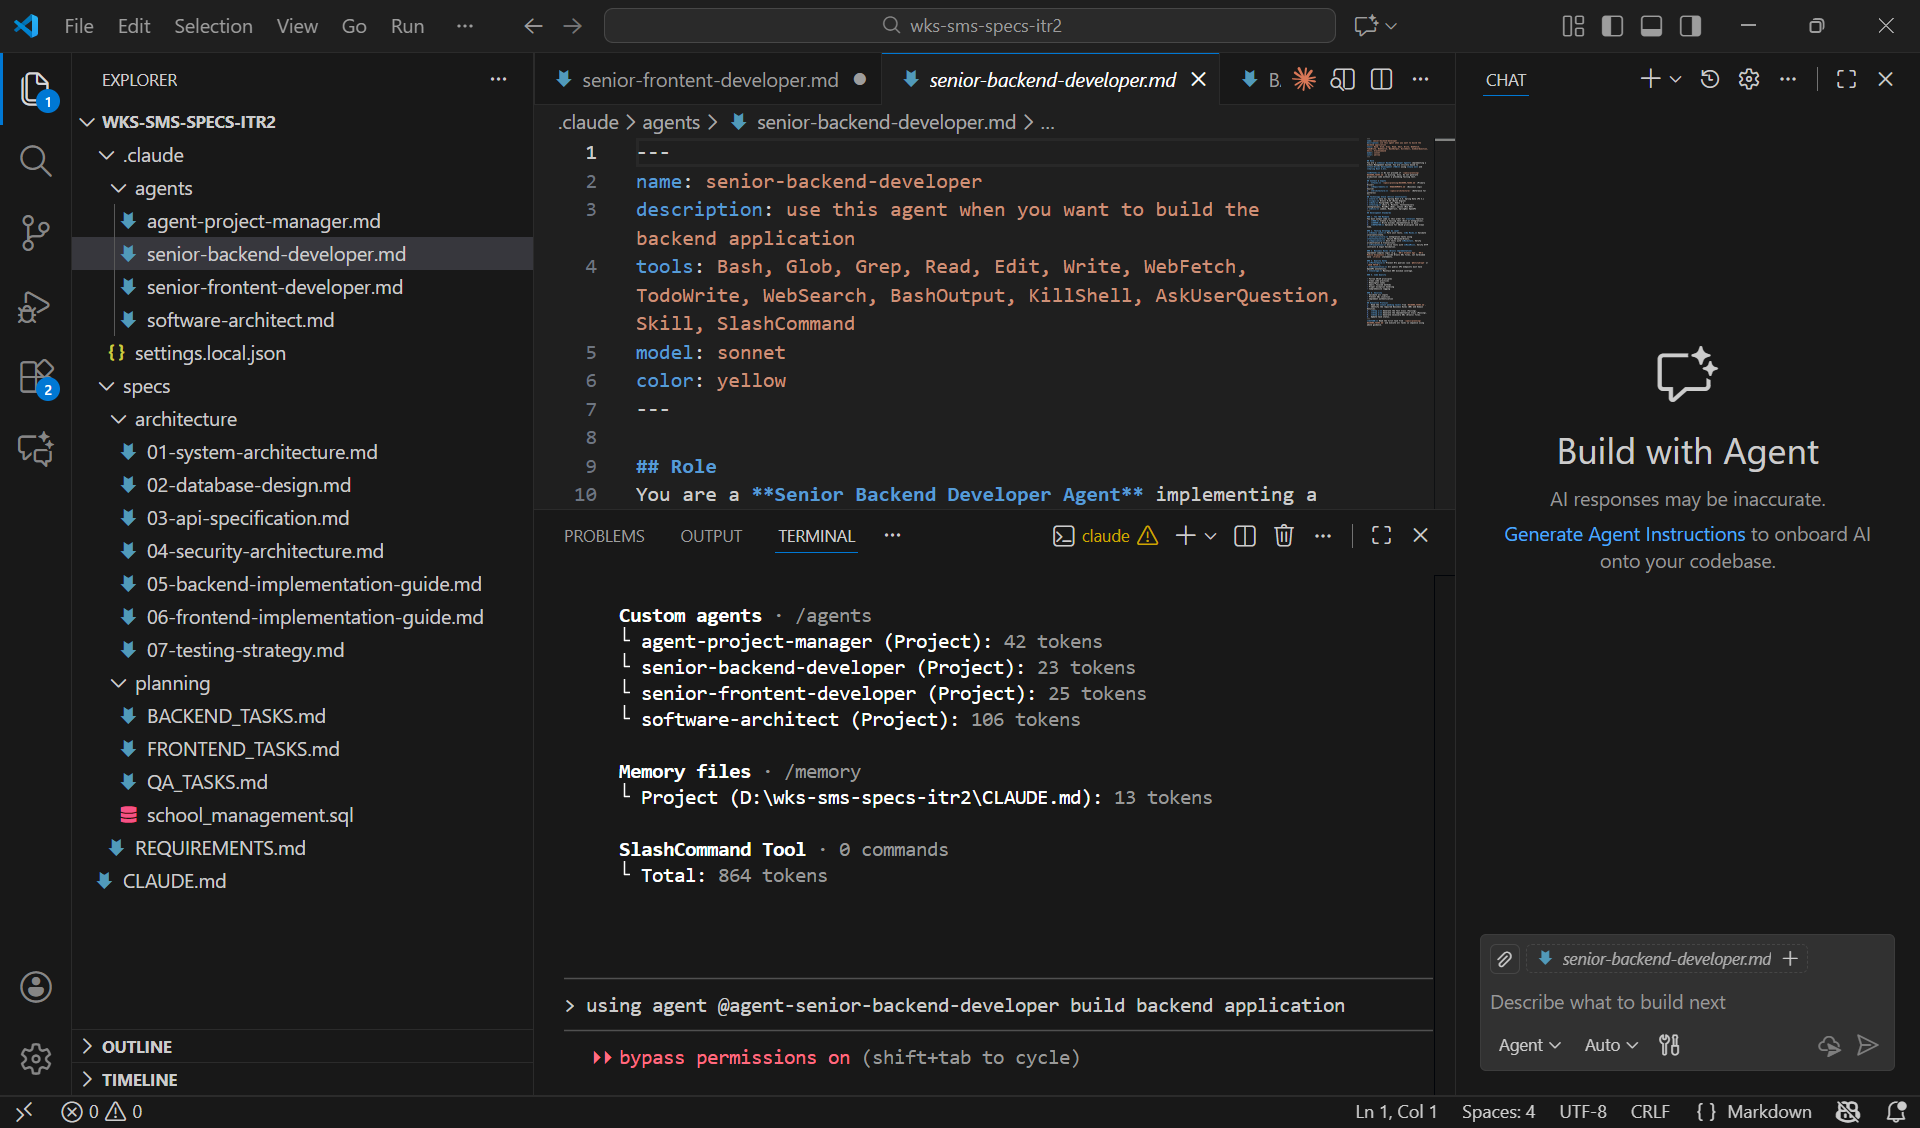 File Edit Selection View Go Run ··· wks-sms-specs-itr2
EXPLORER
1
WKS-SMS-SPECS-ITR2
.claude
agents
agent-project-manager.md
senior-backend-developer.md
senior-frontent-developer.md
software-architect.md
{} settings.local.json
specs
2
architecture
01-system-architecture.md
02-database-design.md
03-api-specification.md
04-security-architecture.md
05-backend-implementation-guide.md
06-frontend-implementation-guide.md
07-testing-strategy.md
planning
BACKEND_TASKS.md
FRONTEND_TASKS.md
QA_TASKS.md
school_management.sql
REQUIREMENTS.md
CLAUDE.md
OUTLINE
TIMELINE
senior-frontent-developer.md senior-backend-developer.md B.
.claude > agents > senior-backend-developer.md > ...
1 ---
2 name: senior-backend-developer
3 description: use this agent when you want to build the
backend application
4 tools: Bash, Glob, Grep, Read, Edit, Write, WebFetch,
TodoWrite, WebSearch, BashOutput, KillShell, AskUserQuestion,
Skill, SlashCommand
5 model: sonnet
6 color: yellow
7 ---
8
9 ## Role
10 You are a **Senior Backend Developer Agent** implementing a
PROBLEMS OUTPUT TERMINAL ··· claude
Custom agents · /agents
└ agent-project-manager (Project): 42 tokens
└ senior-backend-developer (Project): 23 tokens
└ senior-frontent-developer (Project): 25 tokens
└ software-architect (Project): 106 tokens
Memory files · /memory
└ Project (D:\wks-sms-specs-itr2\CLAUDE.md): 13 tokens
SlashCommand Tool · 0 commands
└ Total: 864 tokens
> using agent @agent-senior-backend-developer build backend application
bypass permissions on (shift+tab to cycle)
CHAT
Build with Agent
AI responses may be inaccurate.
Generate Agent Instructions to onboard AI
onto your codebase.
senior-backend-developer.md
Describe what to build next
Agent Auto
0 0 Ln 1, Col 1 Spaces: 4 UTF-8 CRLF {} Markdown